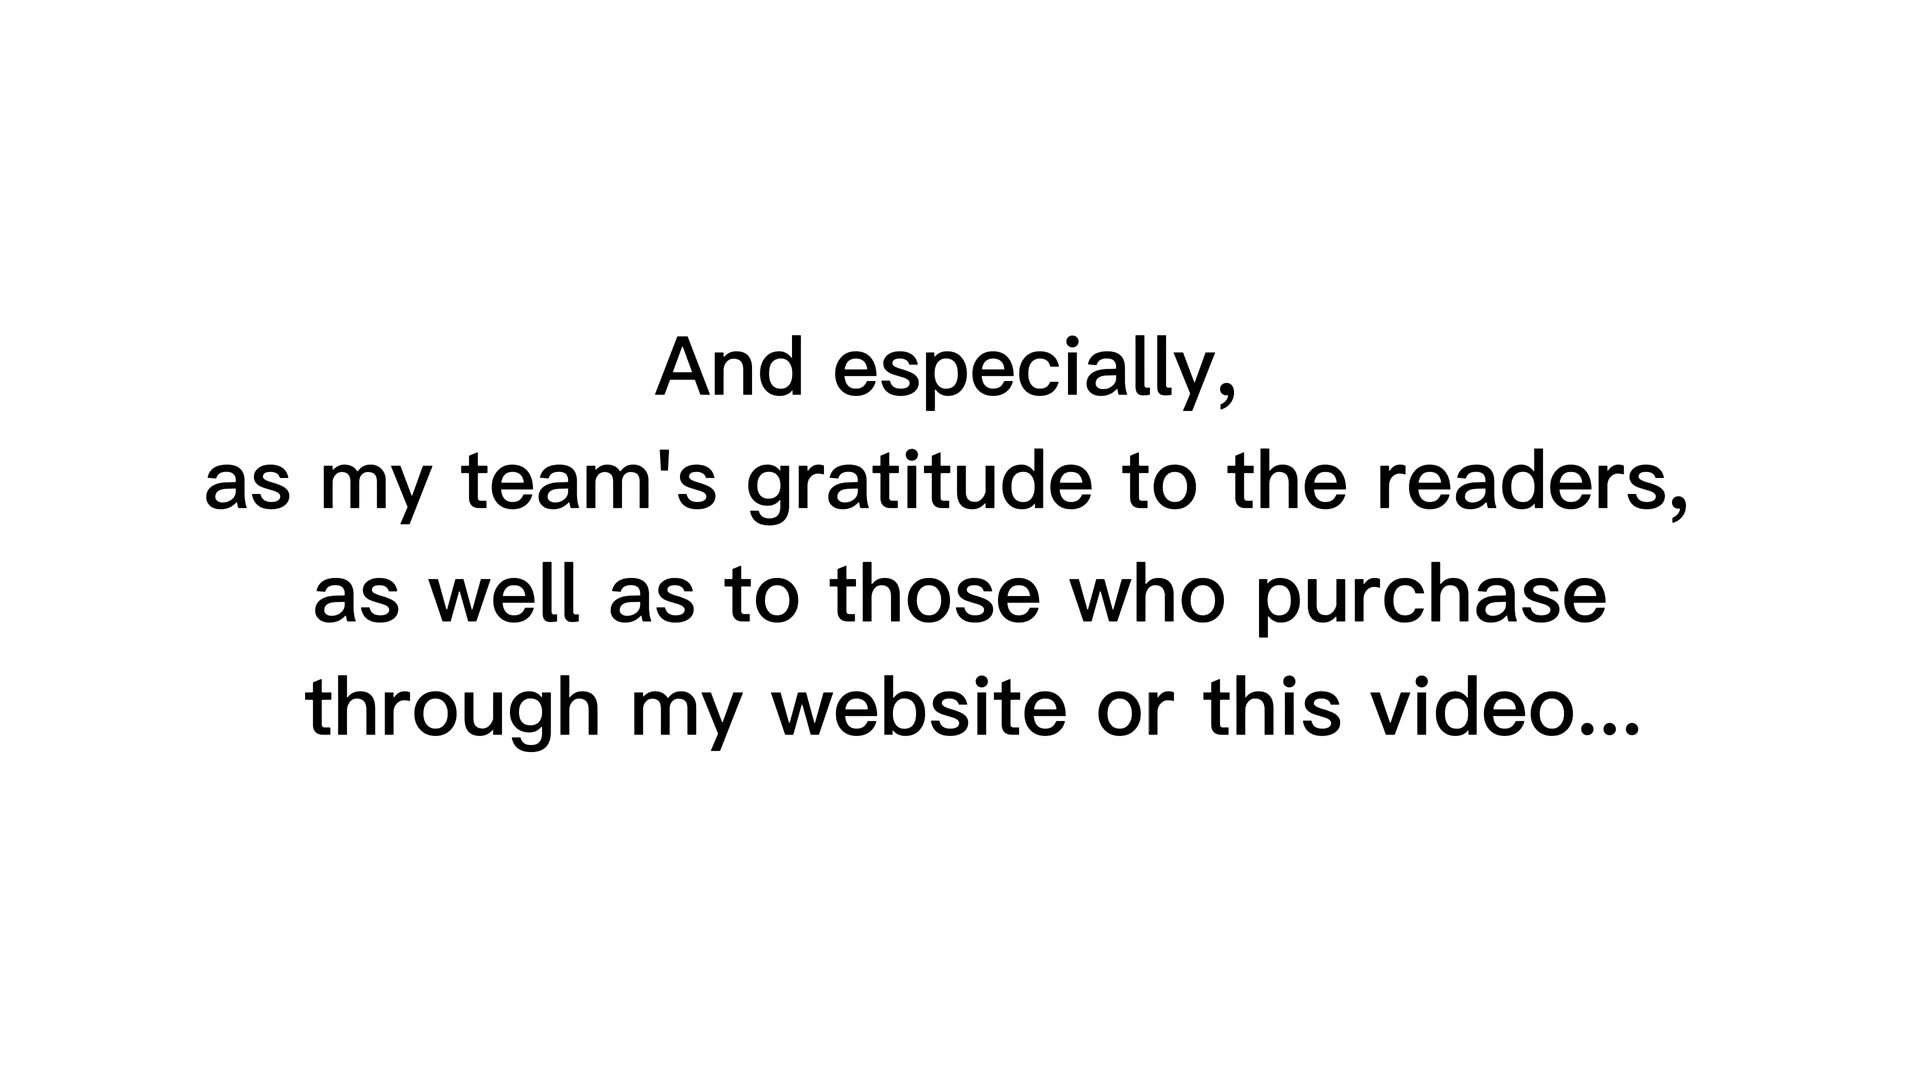 And especially,
as my team's gratitude to the readers,
as well as to those who purchase
through my website or this video...